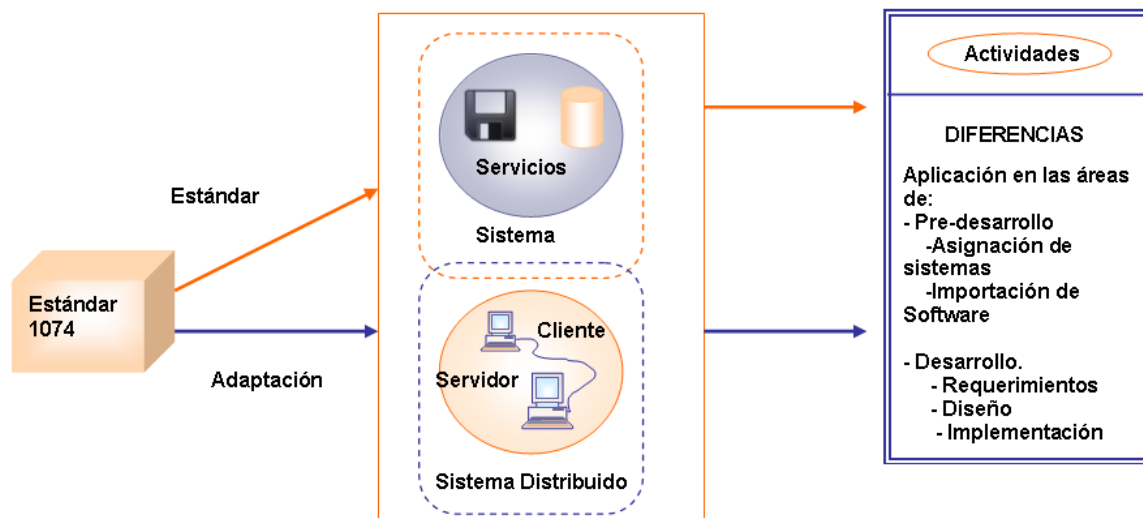 Estándar
1074
Estándar
Adaptación
Servicios
Sistema
Cliente
Servidor
Sistema Distribuido
Actividades
DIFERENCIAS
Aplicación en las áreas
de:
- Pre-desarrollo
-Asignación de
sistemas
-Importación de
Software
- Desarrollo.
- Requerimientos
- Diseño
- Implementación